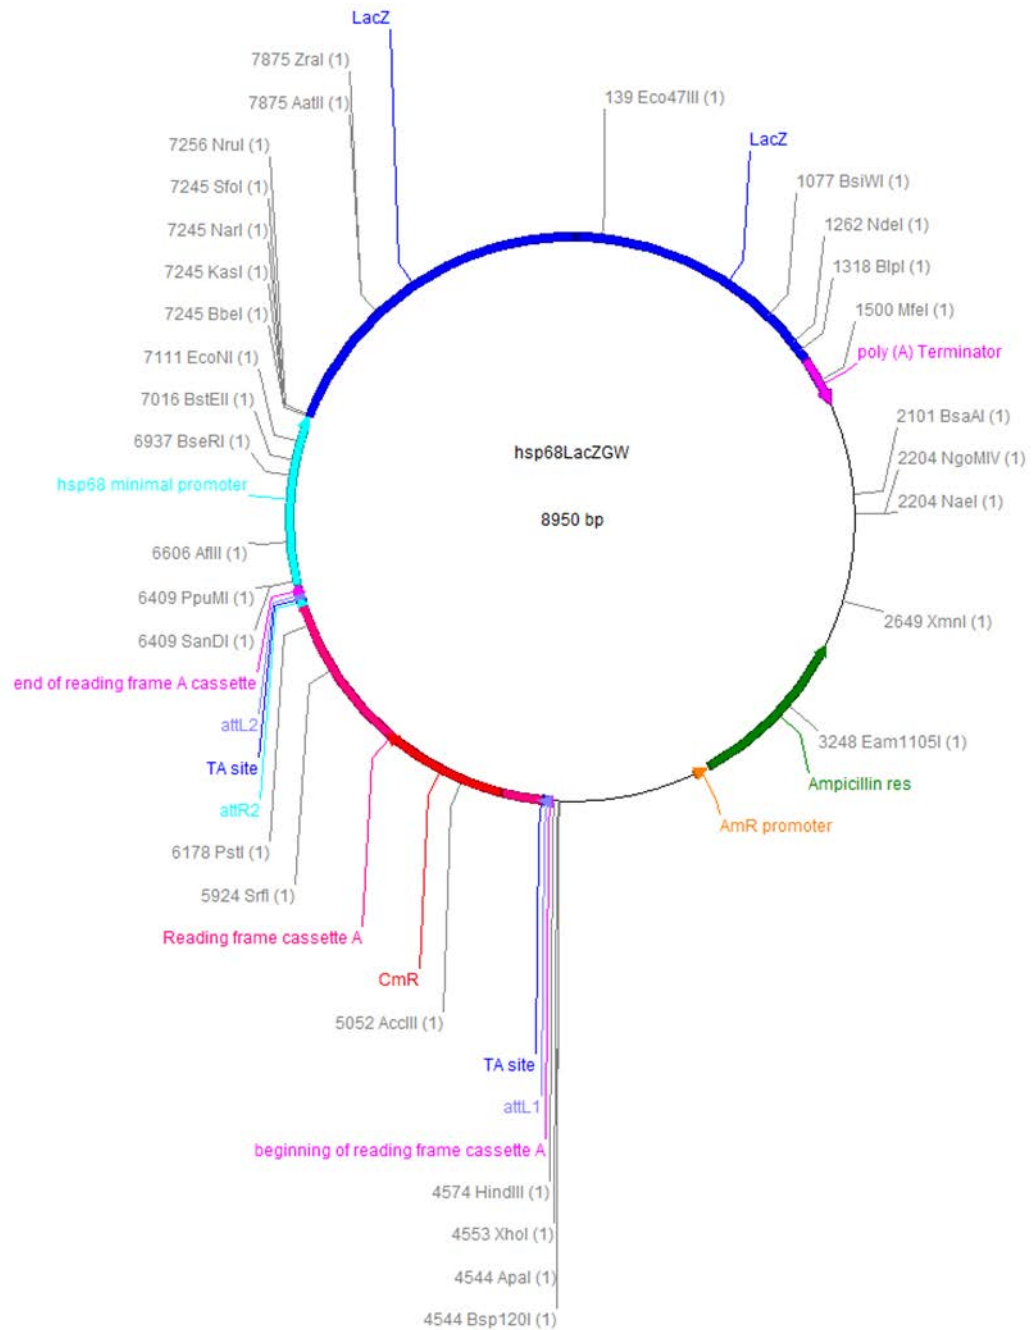 LacZ
7875 ZraI (1)
7875 AatII (1)
139 Eco47III (1)
LacZ
7256 NruI (1)
7245 SfoI (1)
7245 NarI (1)
7245 KasI (1)
7245 BbeI (1)
7111 EcoNI (1)
7016 BstEII (1)
6937 BseRI (1)
hsp68 minimal promoter
6606 AflII (1)
6409 PpuMI (1)
6409 SanDI (1)
end of reading frame A cassette
attL2
TA site
attR2
6178 PstI (1)
5924 SrfI (1)
Reading frame cassette A
CmR
5052 AccIII (1)
TA site
attL1
beginning of reading frame cassette A
4574 HindIII (1)
4553 XhoI (1)
4544 ApaI (1)
4544 Bsp120I (1)
1077 BsiWI (1)
1262 NdeI (1)
1318 BlpI (1)
1500 MfeI (1)
poly (A) Terminator
2101 BsaAI (1)
2204 NgoMIV (1)
2204 NaeI (1)
2649 XmnI (1)
3248 Eam1105I (1)
Ampicillin res
AmR promoter
hsp68LacZGW
8950 bp